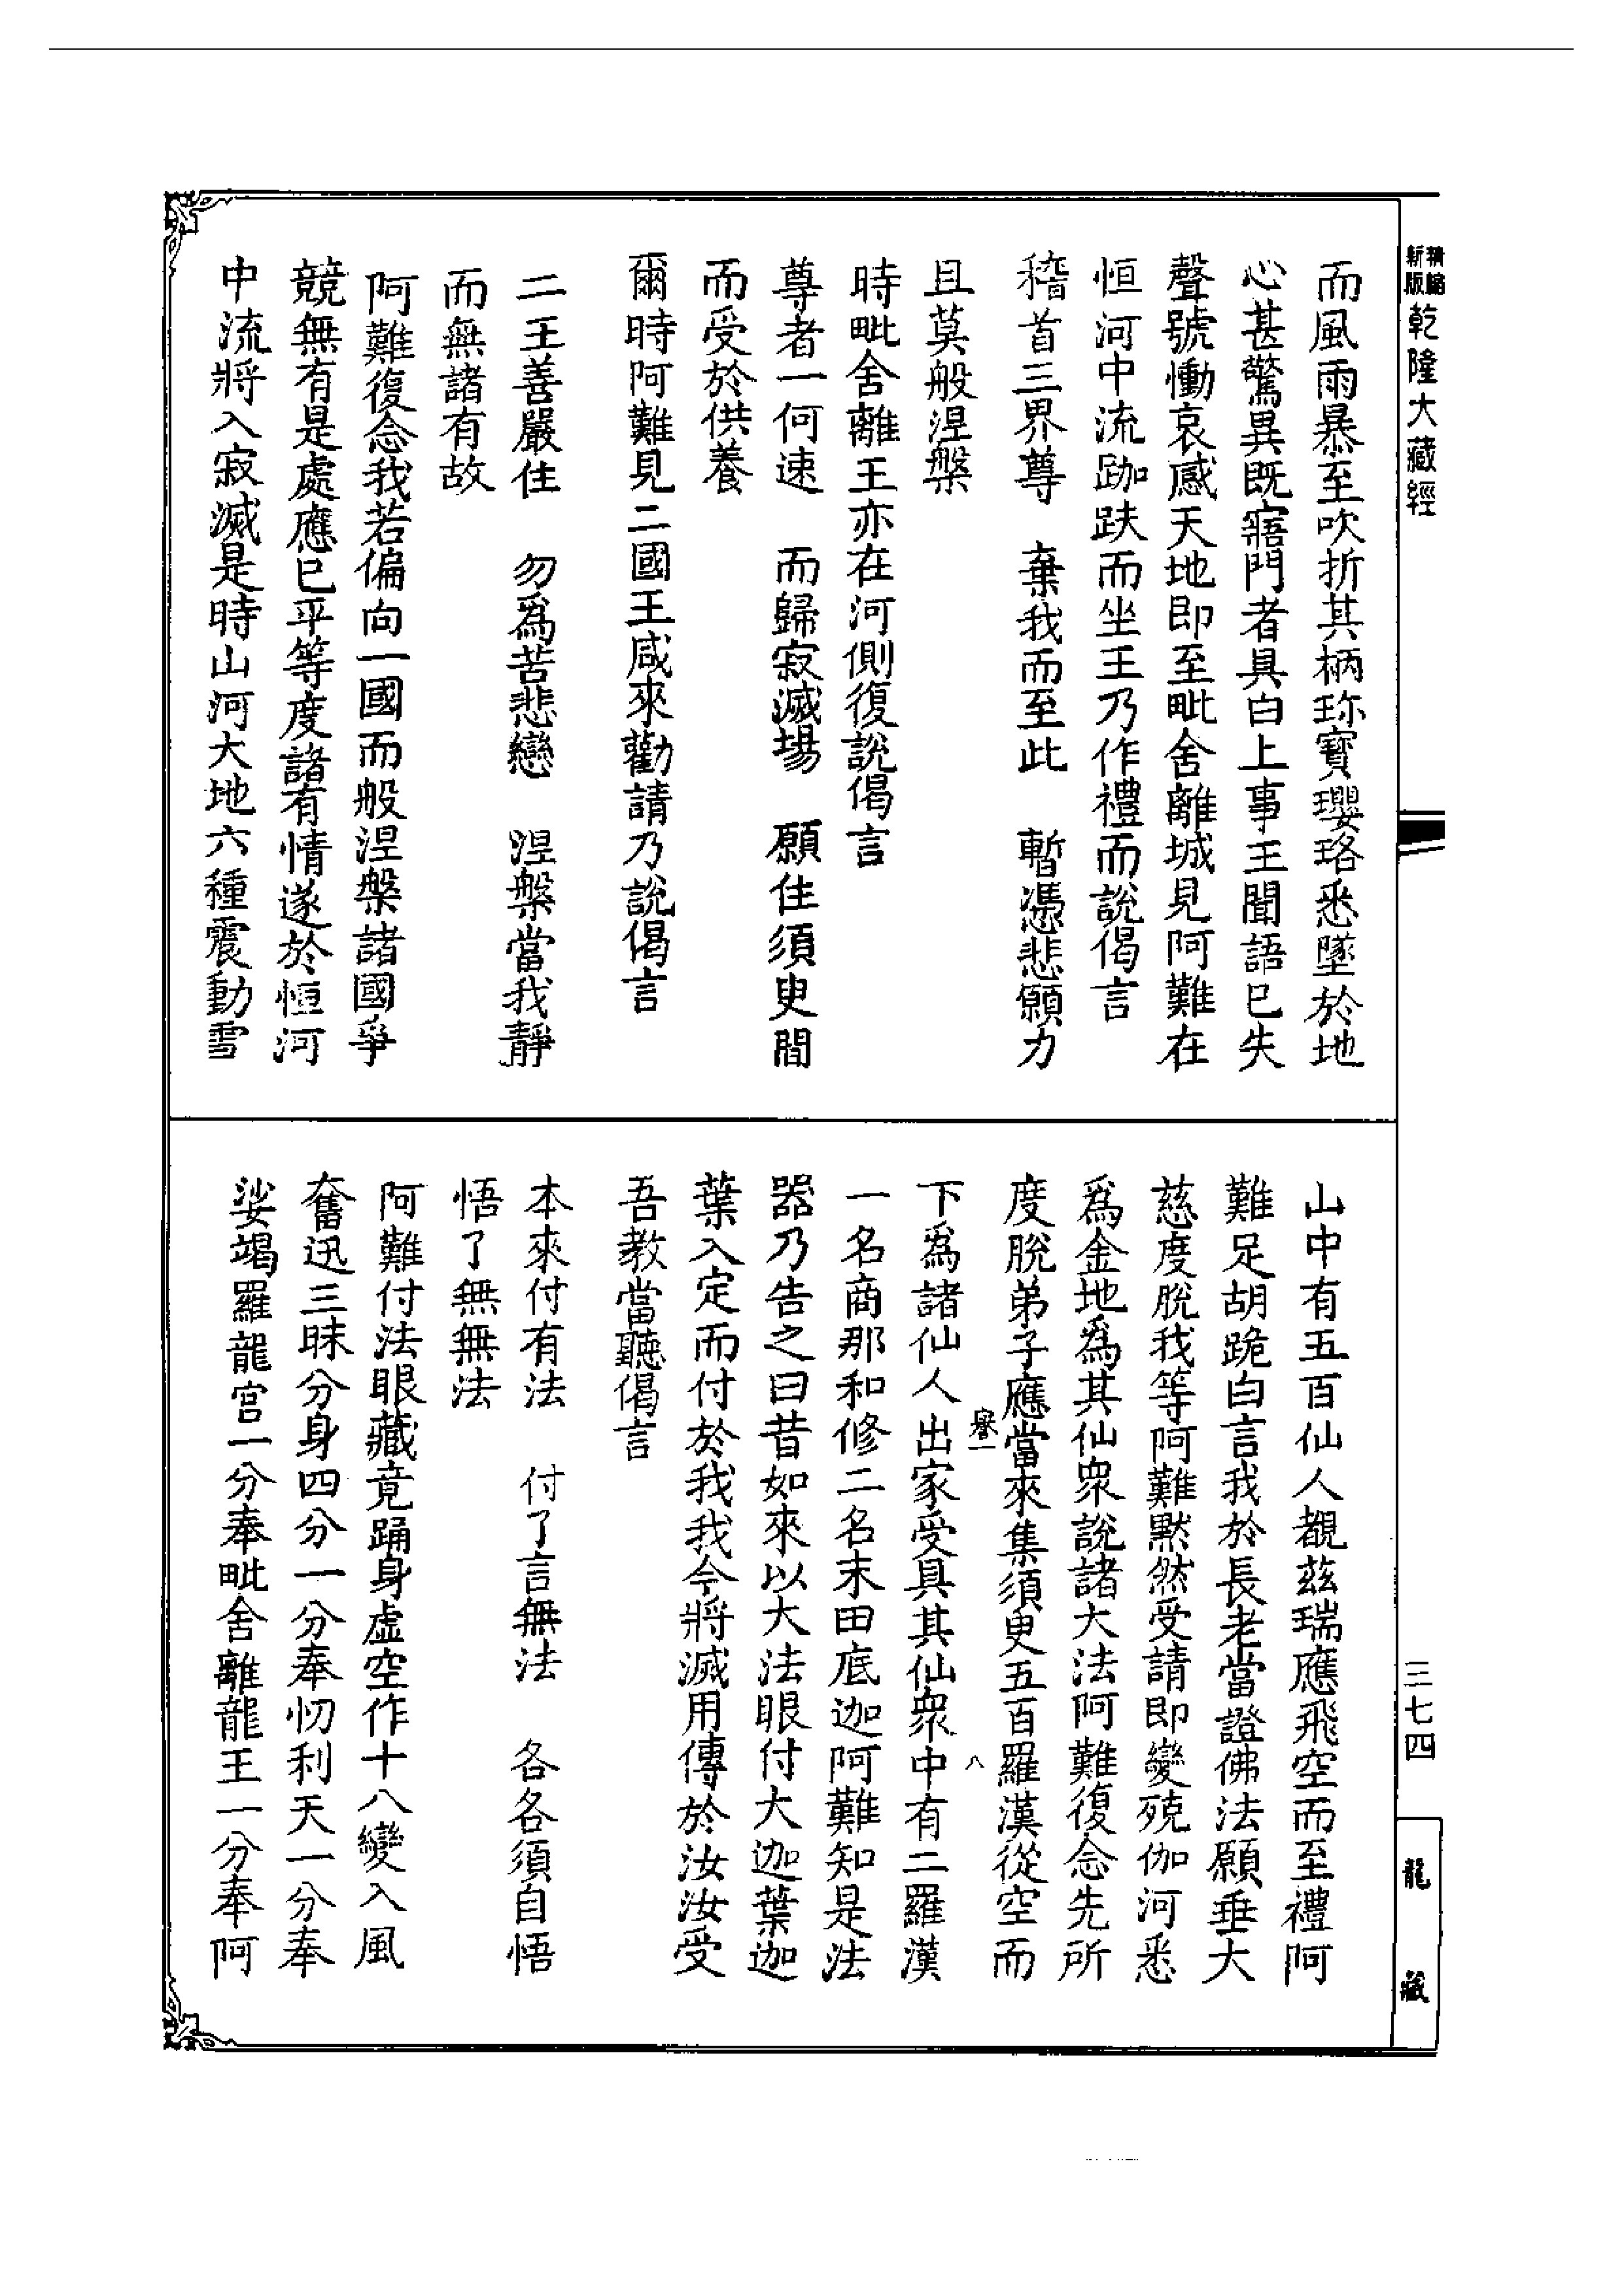 精縮
新版
乾隆大藏經
而風雨暴至吹折其柄珎寳瓔珞悉墜於地
心甚驚異既寤門者具白上事王聞語已失
聲號慟哀感天地即至毗舍離城見阿難在
恒河中流跏趺而坐王乃作禮而說偈言
稽首三界尊　棄我而至此　暫憑悲願力
且莫般涅槃
時毗舍離王亦在河側復說偈言
尊者一何速　而歸寂滅場　願住須臾間
而受於供養
爾時阿難見二國王咸來勸請乃說偈言
二王善嚴住　勿爲苦悲戀　涅槃當我靜
而無諸有故
阿難復念我若偏向一國而般涅槃諸國爭
競無有是處應已平等度諸有情遂於恒河
中流將入寂滅是時山河大地六種震動雪
山中有五百仙人覩茲瑞應飛空而至禮阿
難足胡跪白言我於長老當證佛法願垂大
慈度脫我等阿難默然受請即變殑伽河悉
爲金地爲其仙衆說諸大法阿難復念先所
度脫弟子應當來集須臾五百羅漢從空而
八
下爲諸仙人出家受具其仙衆中有二羅漢
一名商那和修二名末田底迦阿難知是法
器乃告之曰昔如來以大法眼付大迦葉迦
葉入定而付於我我今將滅用傳於汝汝受
吾教當聽偈言
本來付有法　付了言無法　各各須自悟
悟了無無法
阿難付法眼藏竟踊身虛空作十八變入風
奮迅三昧分身四分一分奉忉利天一分奉
娑竭羅龍宮一分奉毗舍離龍王一分奉阿
三七四
龍藏